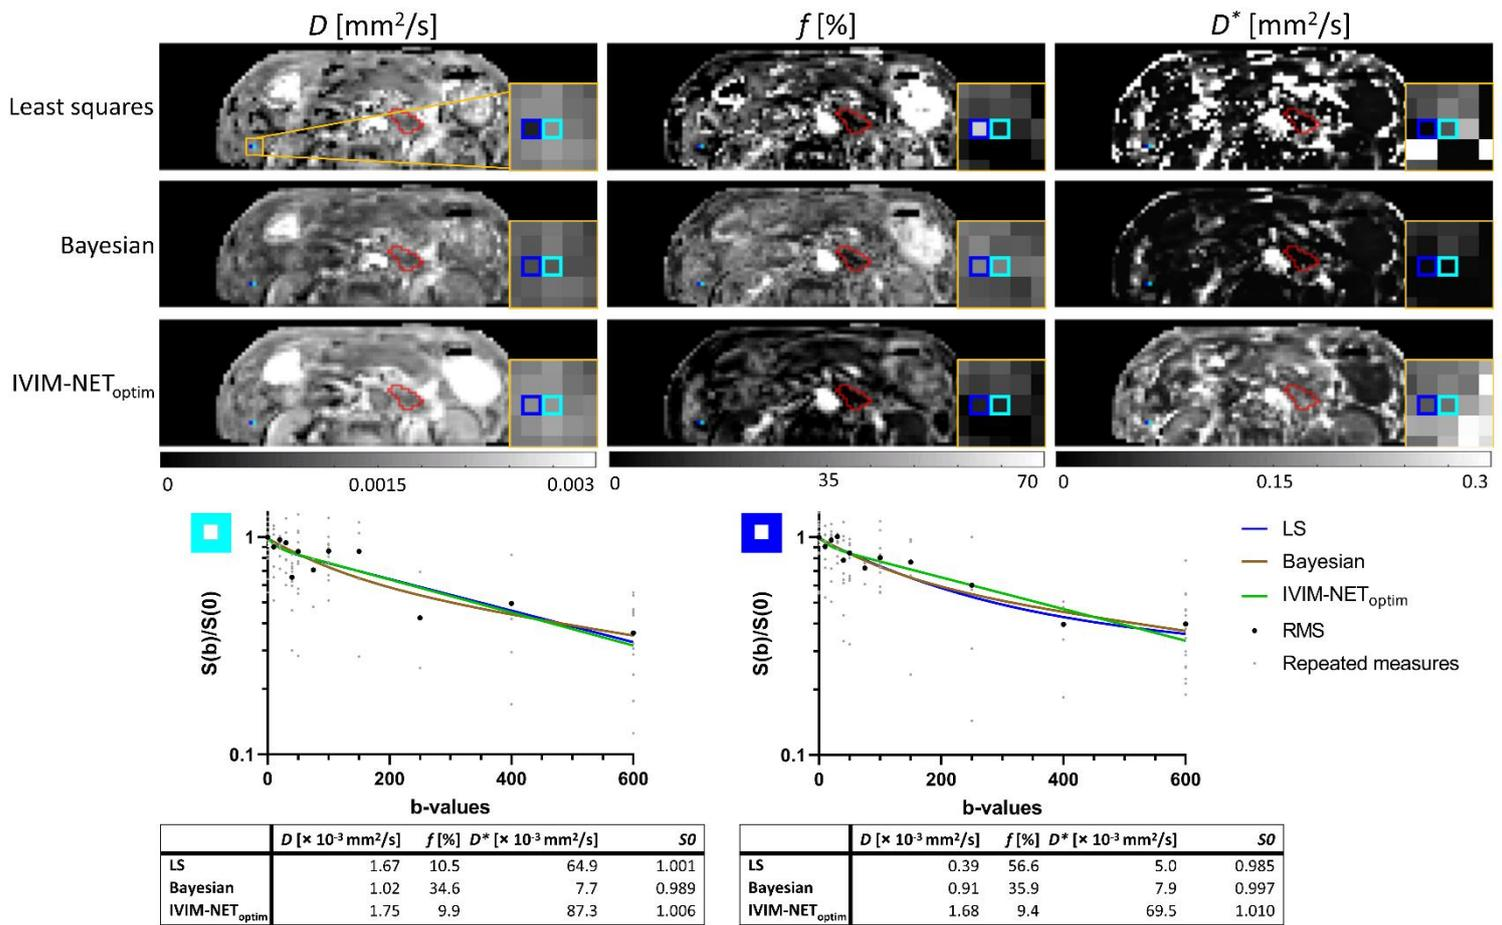 D [mm²/s] f [%] D* [mm²/s]
Least squares
Bayesian
IVIM-NEToptim
0 0.0015 0.003 0 35 70 0 0.15 0.3
1
S(b)/S(0)
0.1
0 200 400 600
b-values
1
S(b)/S(0)
0.1
0 200 400 600
b-values
LS
Bayesian
IVIM-NEToptim
RMS
Repeated measures
D [× 10-3 mm²/s] f [%] D* [× 10-3 mm²/s] S0
LS 1.67 10.5 64.9 1.001
Bayesian 1.02 34.6 7.7 0.989
IVIM-NEToptim 1.75 9.9 87.3 1.006
D [× 10-3 mm²/s] f [%] D* [× 10-3 mm²/s] S0
LS 0.39 56.6 5.0 0.985
Bayesian 0.91 35.9 7.9 0.997
IVIM-NEToptim 1.68 9.4 69.5 1.010